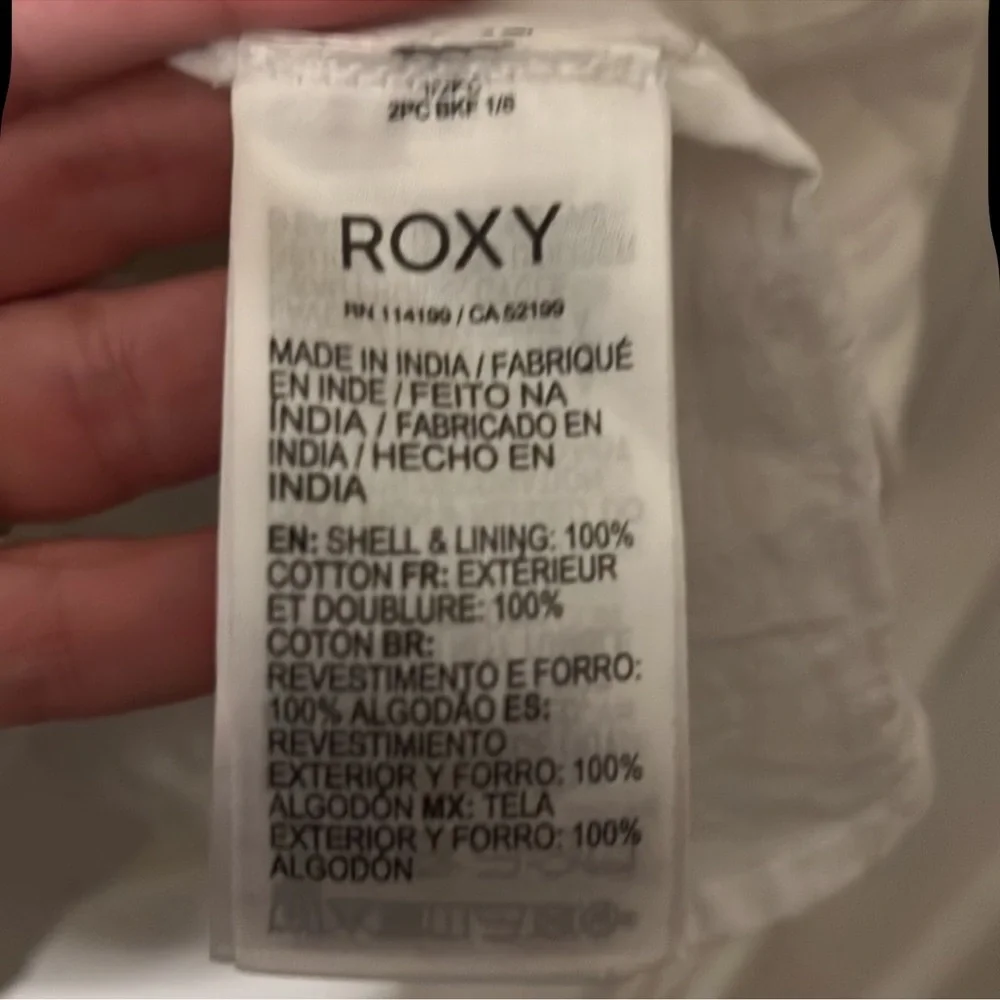 2PC BKF 1/6
ROXY
RN 114199 / CA 52199
MADE IN INDIA / FABRIQUÉ
EN INDE / FEITO NA
ÍNDIA / FABRICADO EN
INDIA / HECHO EN
INDIA
EN: SHELL & LINING: 100%
COTTON FR: EXTÉRIEUR
ET DOUBLURE: 100%
COTON BR:
REVESTIMENTO E FORRO:
100% ALGODÃO ES:
REVESTIMIENTO
EXTERIOR Y FORRO: 100%
ALGODÓN MX: TELA
EXTERIOR Y FORRO: 100%
ALGODÓN